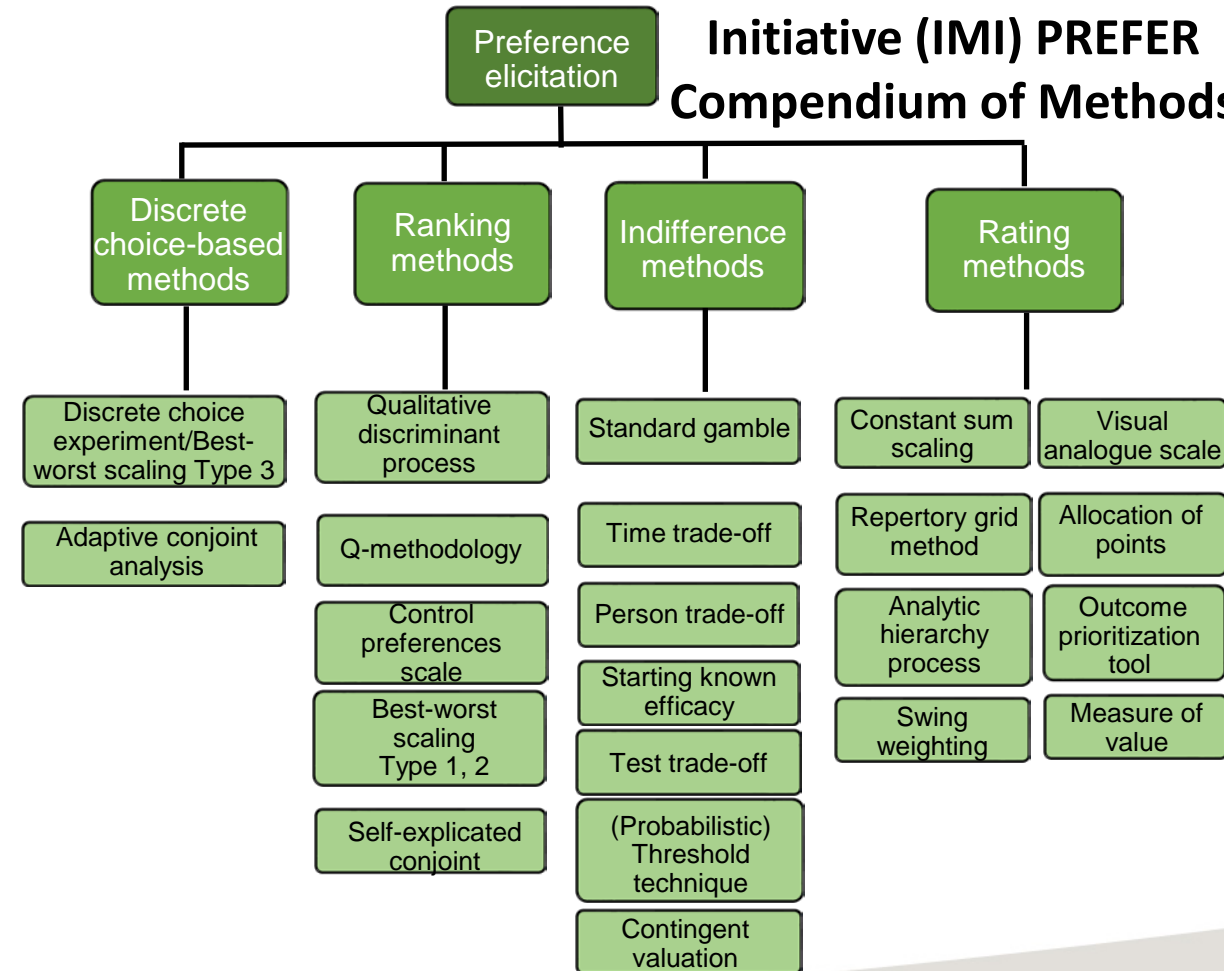 Initiative (IMI) PREFER
Compendium of Methods
Preference
elicitation
Discrete
choice-based
methods
Ranking
methods
Indifference
methods
Rating
methods
Discrete choice
experiment/Best-
worst scaling Type 3
Adaptive conjoint
analysis
Qualitative
discriminant
process
Q-methodology
Control
preferences
scale
Best-worst
scaling
Type 1, 2
Self-explicated
conjoint
Standard gamble
Time trade-off
Person trade-off
Starting known
efficacy
Test trade-off
(Probabilistic)
Threshold
technique
Contingent
valuation
Constant sum
scaling
Repertory grid
method
Analytic
hierarchy
process
Swing
weighting
Visual
analogue scale
Allocation of
points
Outcome
prioritization
tool
Measure of
value